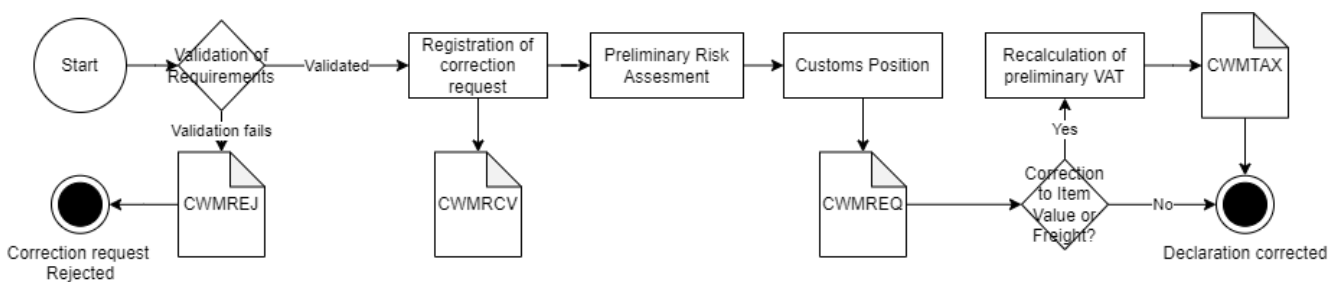 Start
Validation of
Requirements
Validated
Validation fails
CWMREJ
Correction request
Rejected
Registration of
correction
request
CWMRCV
Preliminary Risk
Assesment
Customs Position
CWMREQ
Correction
to Item
Value or
Freight?
Yes
No
Recalculation of
preliminary VAT
CWMTAX
Declaration corrected